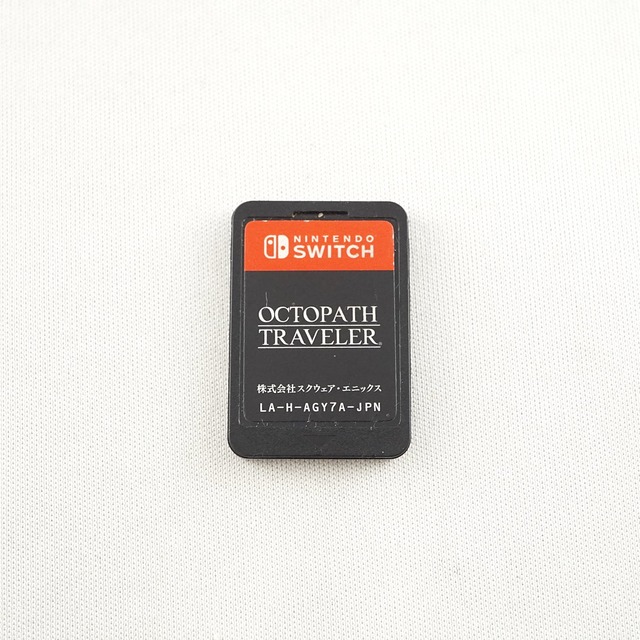 NINTENDO
SWITCH
OCTOPATH
TRAVELER
株式会社スクウェア・エニックス
LA-H-AGY7A-JPN